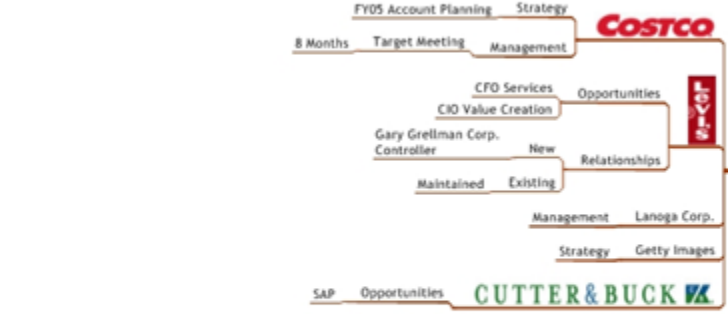 FY05 Account Planning Strategy COSTCO
8 Months Target Meeting Management
CFO Services Opportunities LEVI'S
CIO Value Creation
Gary Grellman Corp.
Controller New Relationships
Maintained Existing
Management Lanoga Corp.
Strategy Getty Images
SAP Opportunities CUTTER & BUCK